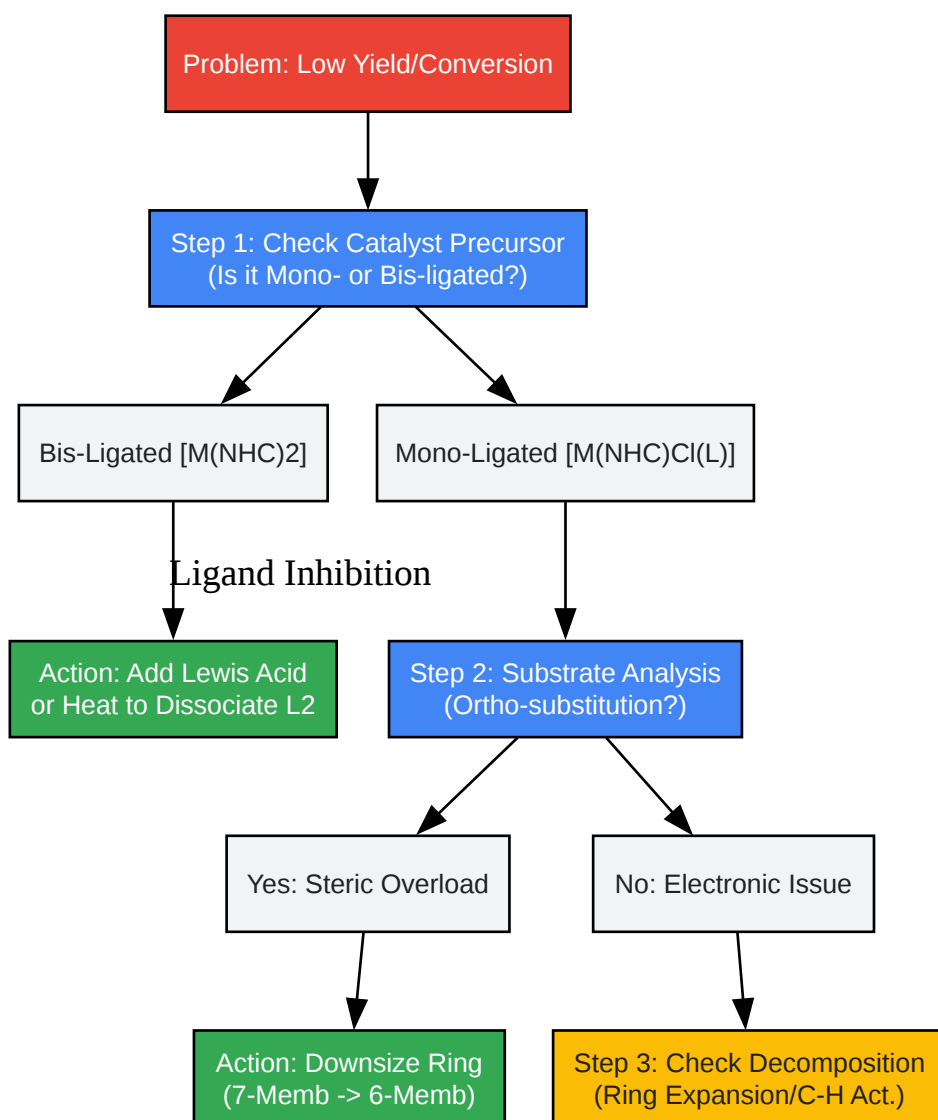 Problem: Low Yield/Conversion
Step 1: Check Catalyst Precursor
(Is it Mono- or Bis-ligated?)
Bis-Ligated [M(NHC)2]
Mono-Ligated [M(NHC)Cl(L)]
Ligand Inhibition
Action: Add Lewis Acid
or Heat to Dissociate L2
Step 2: Substrate Analysis
(Ortho-substitution?)
Yes: Steric Overload
No: Electronic Issue
Action: Downsize Ring
(7-Memb -> 6-Memb)
Step 3: Check Decomposition
(Ring Expansion/C-H Act.)